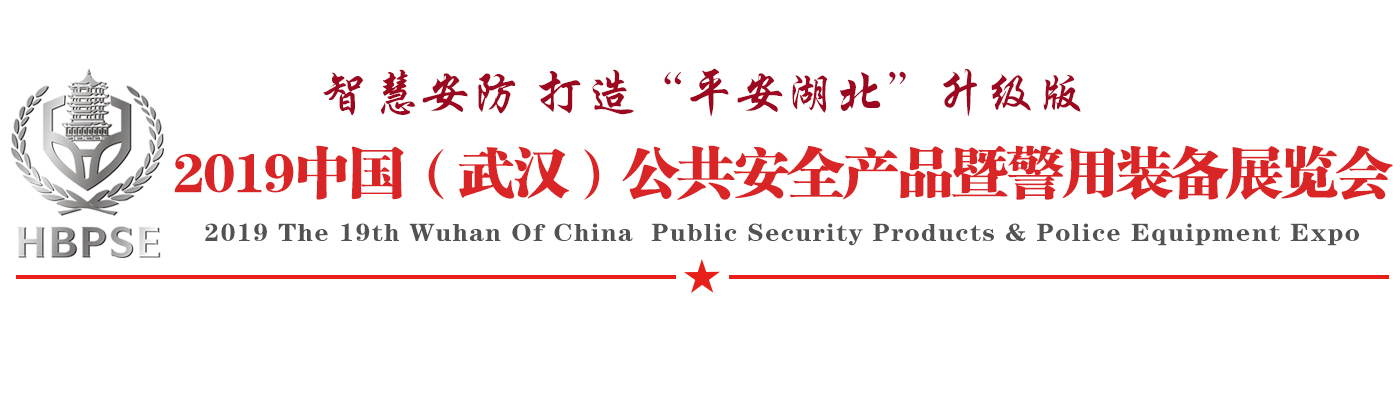 智慧安防 打造“平安湖北”升级版
2019中国（武汉）公共安全产品暨警用装备展览会
HBPSE
2019 The 19th Wuhan Of China  Public Security Products & Police Equipment Expo